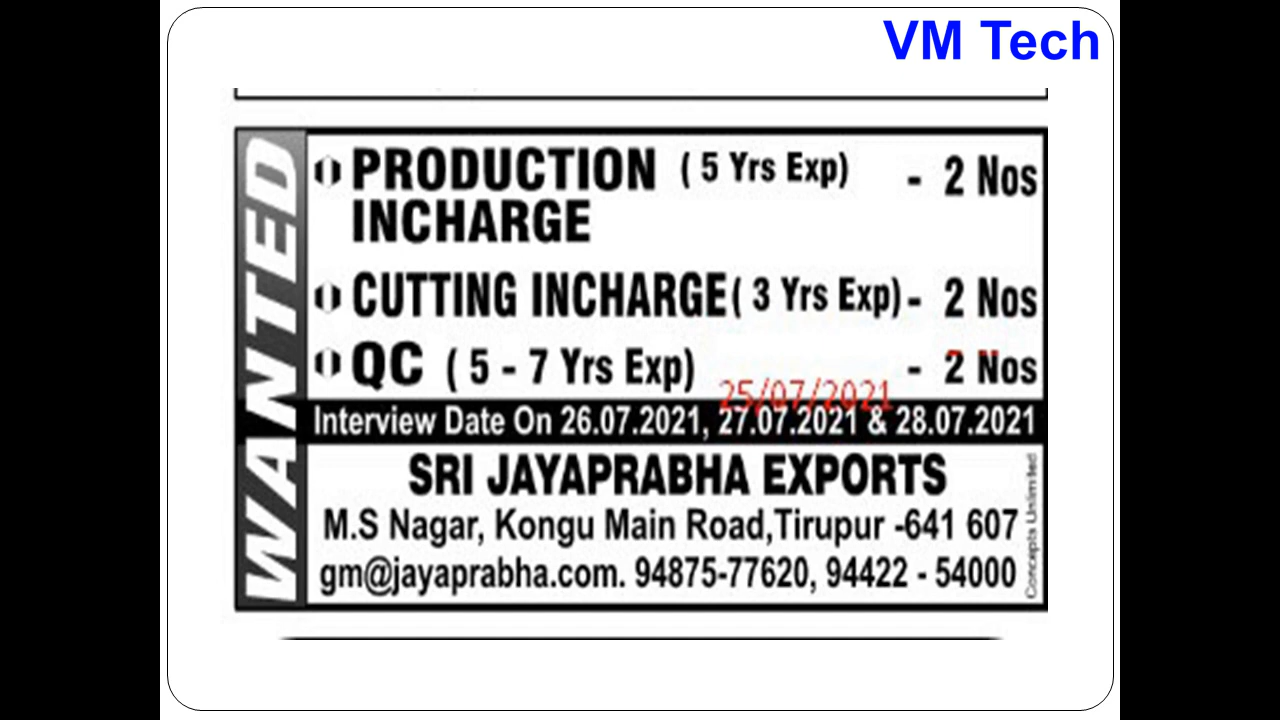 VM Tech
WANTED
PRODUCTION ( 5 Yrs Exp) - 2 Nos
INCHARGE
CUTTING INCHARGE ( 3 Yrs Exp) - 2 Nos
QC ( 5 - 7 Yrs Exp) - 2 Nos
25/07/2021
Interview Date On 26.07.2021, 27.07.2021 & 28.07.2021
SRI JAYAPRABHA EXPORTS
M.S Nagar, Kongu Main Road,Tirupur -641 607
gm@jayaprabha.com. 94875-77620, 94422 - 54000
Concepts Unlimited